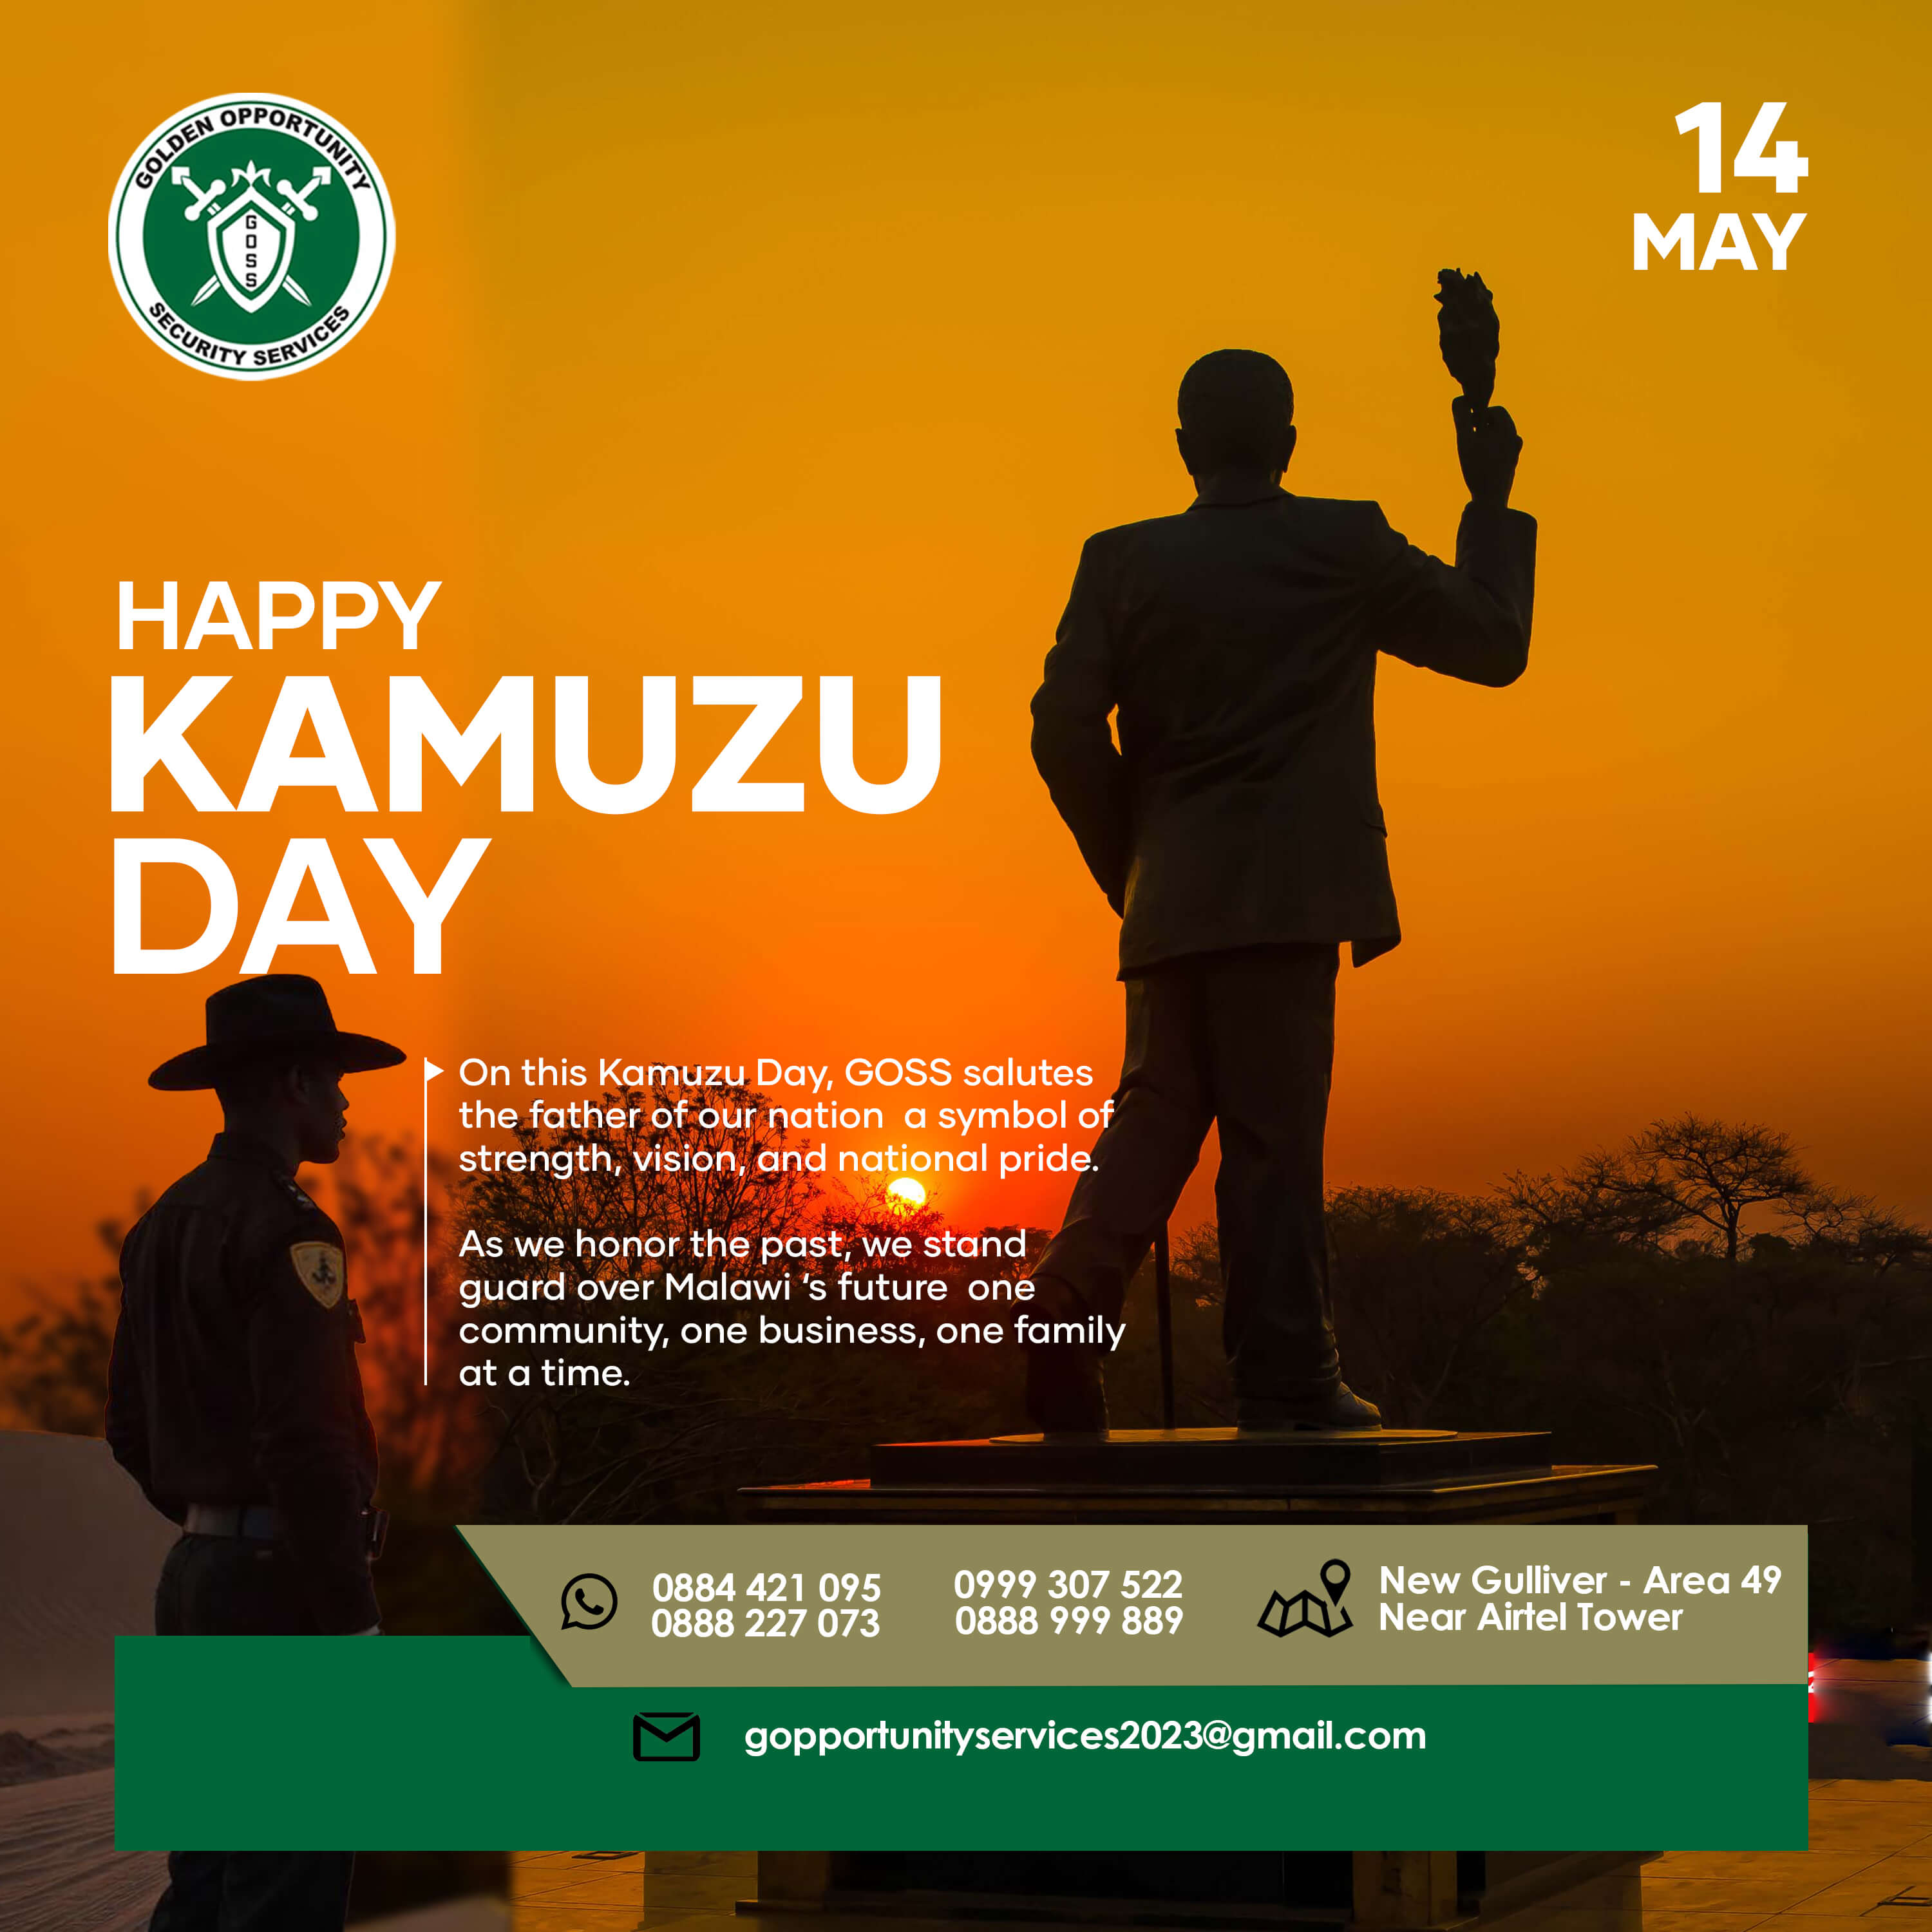 GOLDEN OPPORTUNITY
GOSS
SECURITY SERVICES
14
MAY
HAPPY
KAMUZU
DAY
On this Kamuzu Day, GOSS salutes
the father of our nation  a symbol of
strength, vision, and national pride.
As we honor the past, we stand
guard over Malawi ‘s future  one
community, one business, one family
at a time.
0884 421 095
0888 227 073
0999 307 522
0888 999 889
New Gulliver - Area 49
Near Airtel Tower
gopportunityservices2023@gmail.com